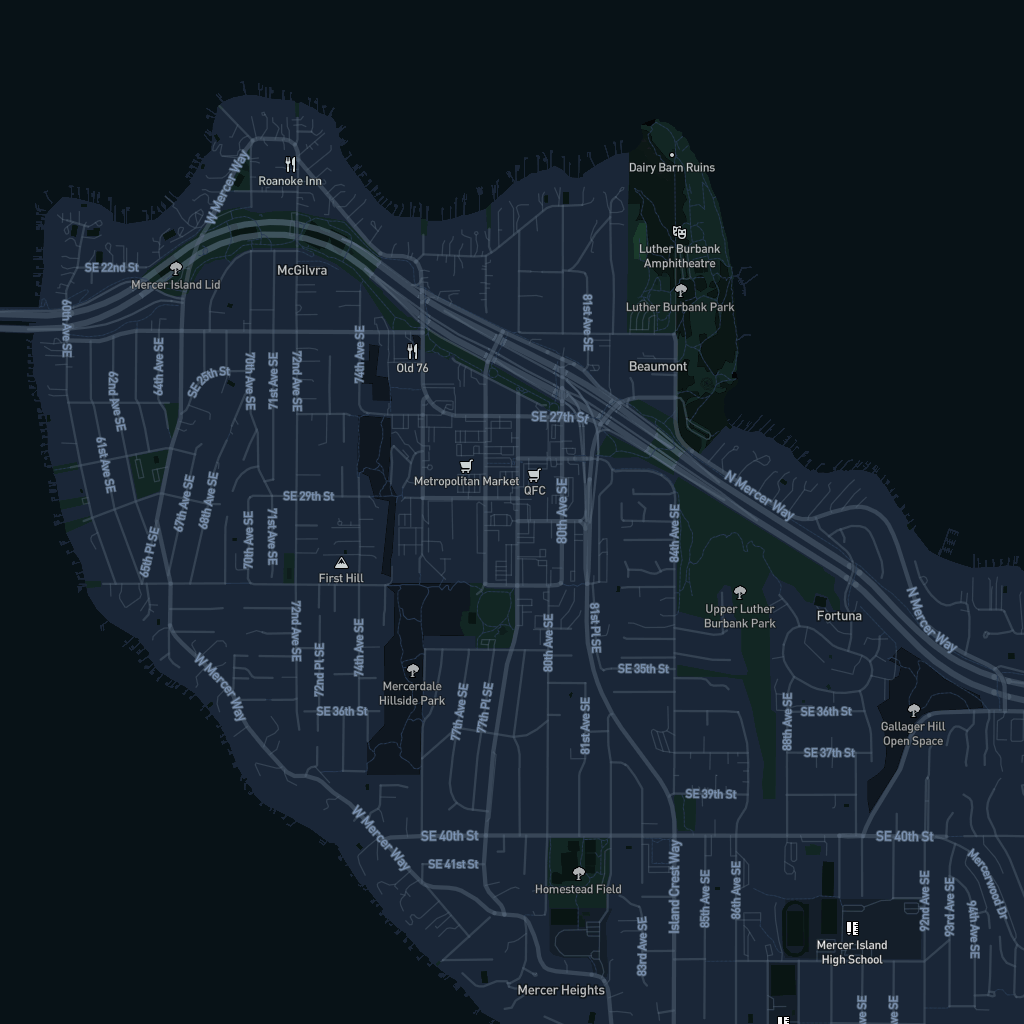 Dairy Barn Ruins
Roanoke Inn
W Mercer Way
Luther Burbank
Amphitheatre
SE 22nd St
McGilvra
Mercer Island Lid
Luther Burbank Park
60th Ave SE
81st Ave SE
74th Ave SE
64th Ave SE
Old 76
Beaumont
70th Ave SE
71st Ave SE
72nd Ave SE
SE 25th St
62nd Ave SE
SE 27th St
61st Ave SE
Metropolitan Market
QFC
67th Ave SE
68th Ave SE
SE 29th St
N Mercer Way
80th Ave SE
84th Ave SE
65th Pl SE
70th Ave SE
71st Ave SE
First Hill
Upper Luther
Burbank Park
Fortuna
N Mercer Way
72nd Ave SE
74th Ave SE
80th Ave SE
81st Pl SE
72nd Pl SE
SE 35th St
W Mercer Way
Mercerdale
Hillside Park
77th Ave SE
77th Pl SE
81st Ave SE
88th Ave SE
SE 36th St
SE 36th St
Gallager Hill
Open Space
SE 37th St
SE 39th St
W Mercer Way
SE 40th St
SE 40th St
SE 41st St
Island Crest Way
Mercerwood Dr
Homestead Field
85th Ave SE
86th Ave SE
92nd Ave SE
93rd Ave SE
94th Ave SE
83rd Ave SE
Mercer Island
High School
Mercer Heights
ve SE
ve SE